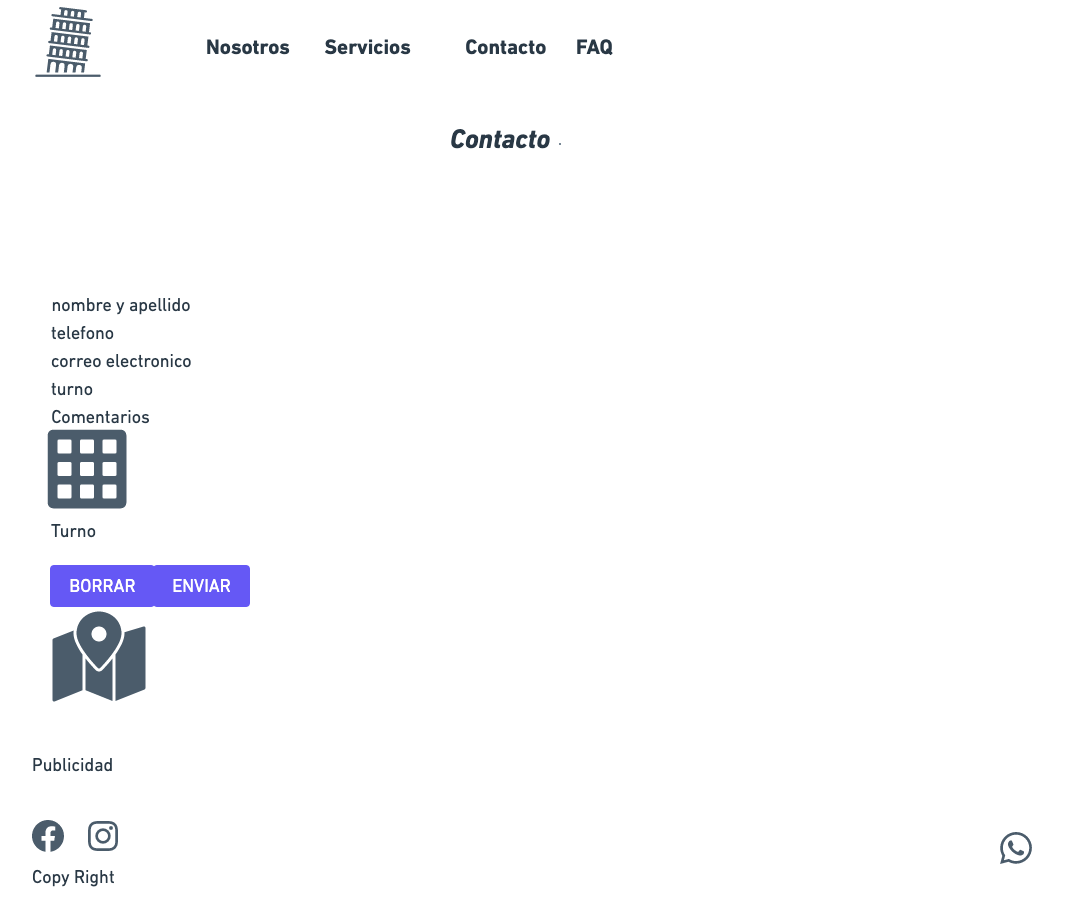 Nosotros Servicios Contacto FAQ
Contacto .
nombre y apellido
telefono
correo electronico
turno
Comentarios
Turno
BORRAR ENVIAR
Publicidad
Copy Right